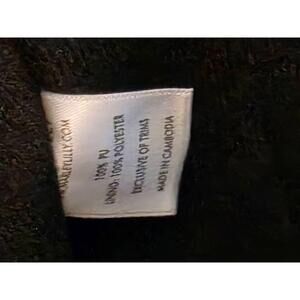 100% PU
LINING: 100% POLYESTER
EXCLUSIVE OF TRIMS
MADE IN CAMBODIA